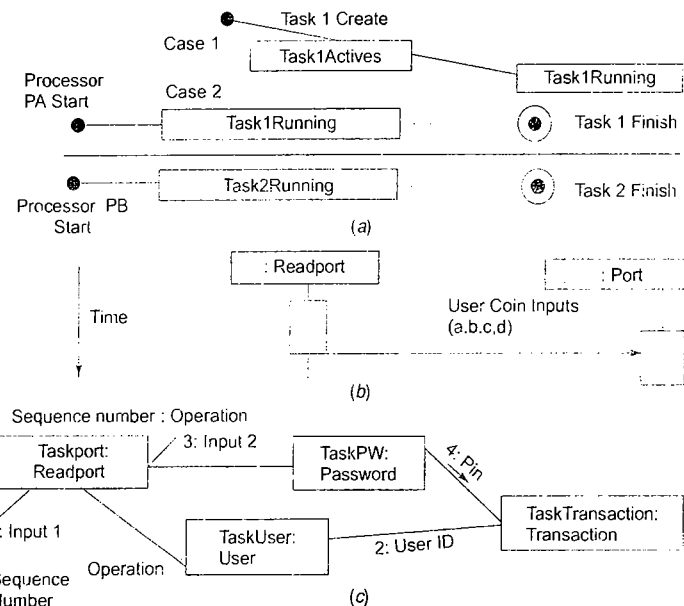 Task 1 Create
Case 1
Task1Actives
Task1Running
Processor
PA Start
Case 2
Task1Running
Task 1 Finish
Task2Running
Task 2 Finish
Processor PB
Start
(a)
: Readport
: Port
Time
User Coin Inputs
(a.b.c,d)
(b)
Sequence number : Operation
3: Input 2
Taskport:
Readport
TaskPW:
Password
4: Pin
TaskTransaction:
Transaction
: Input 1
TaskUser:
User
2: User ID
Operation
Sequence
Number
(c)